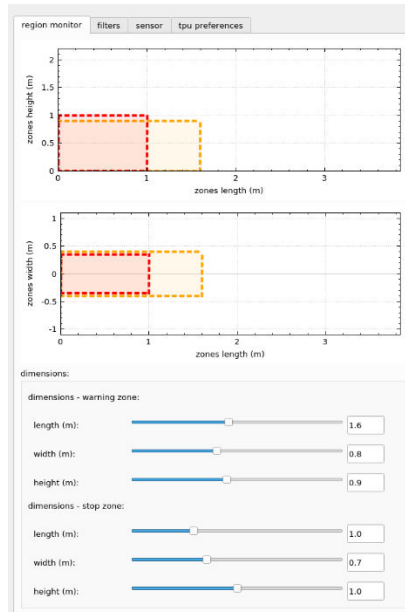 region monitor filters sensor tpu preferences
zones height (m)
2
1.5
1
0.5
0
0 1 2 3
zones length (m)
zones width (m)
1
0.5
0
-0.5
-1
0 1 2 3
zones length (m)
dimensions:
dimensions - warning zone:
length (m): 1.6
width (m): 0.8
height (m): 0.9
dimensions - stop zone:
length (m): 1.0
width (m): 0.7
height (m): 1.0